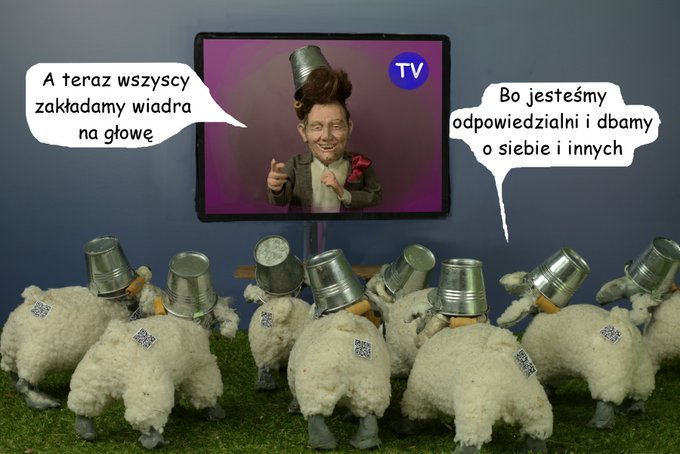 A teraz wszyscy
zakładamy wiadra
na głowę
TV
Bo jesteśmy
odpowiedzialni i dbamy
o siebie i innych